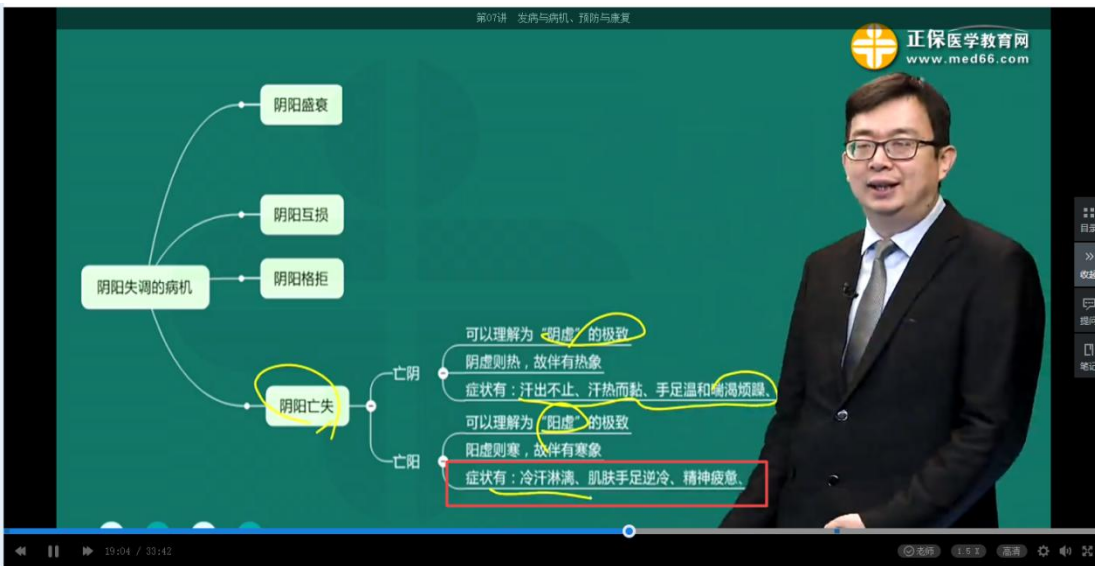 第07讲 发病与病机、预防与康复
正保医学教育网
www.med66.com
阴阳盛衰
阴阳互损
阴阳失调的病机
阴阳格拒
可以理解为“阴虚”的极致
亡阴
阴虚则热，故伴有热象
症状有：汗出不止、汗热而黏、手足温和喘渴烦躁、
阴阳亡失
可以理解为“阳虚”的极致
亡阳
阳虚则寒，故伴有寒象
症状有：冷汗淋漓、肌肤手足逆冷、精神疲惫、
目录
收起
提问
笔记
19:04 / 33:42
老师
1.5 X
高清